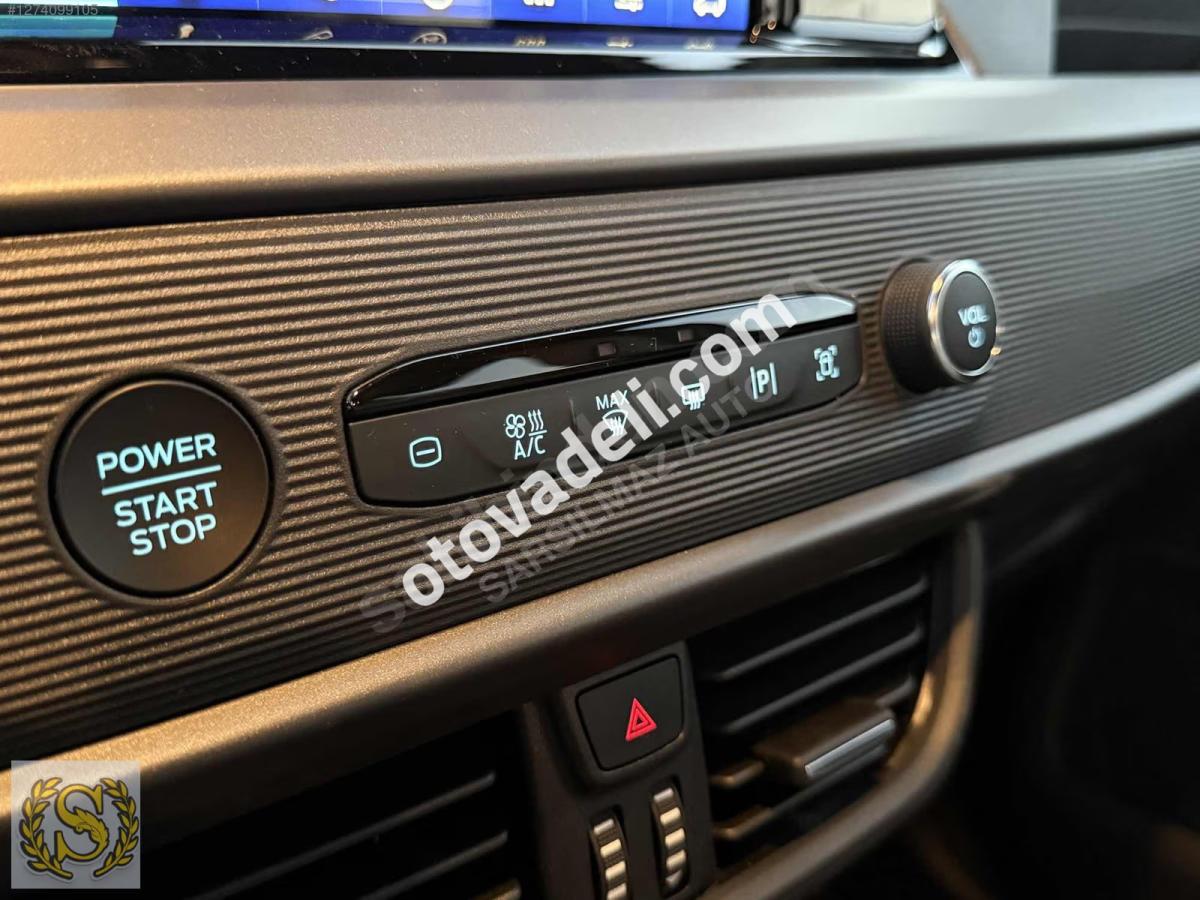 #1274099105
POWER
START
STOP
A/C
MAX
P
VOL
otovadeli.com
SARSILMAZ AUTO
S